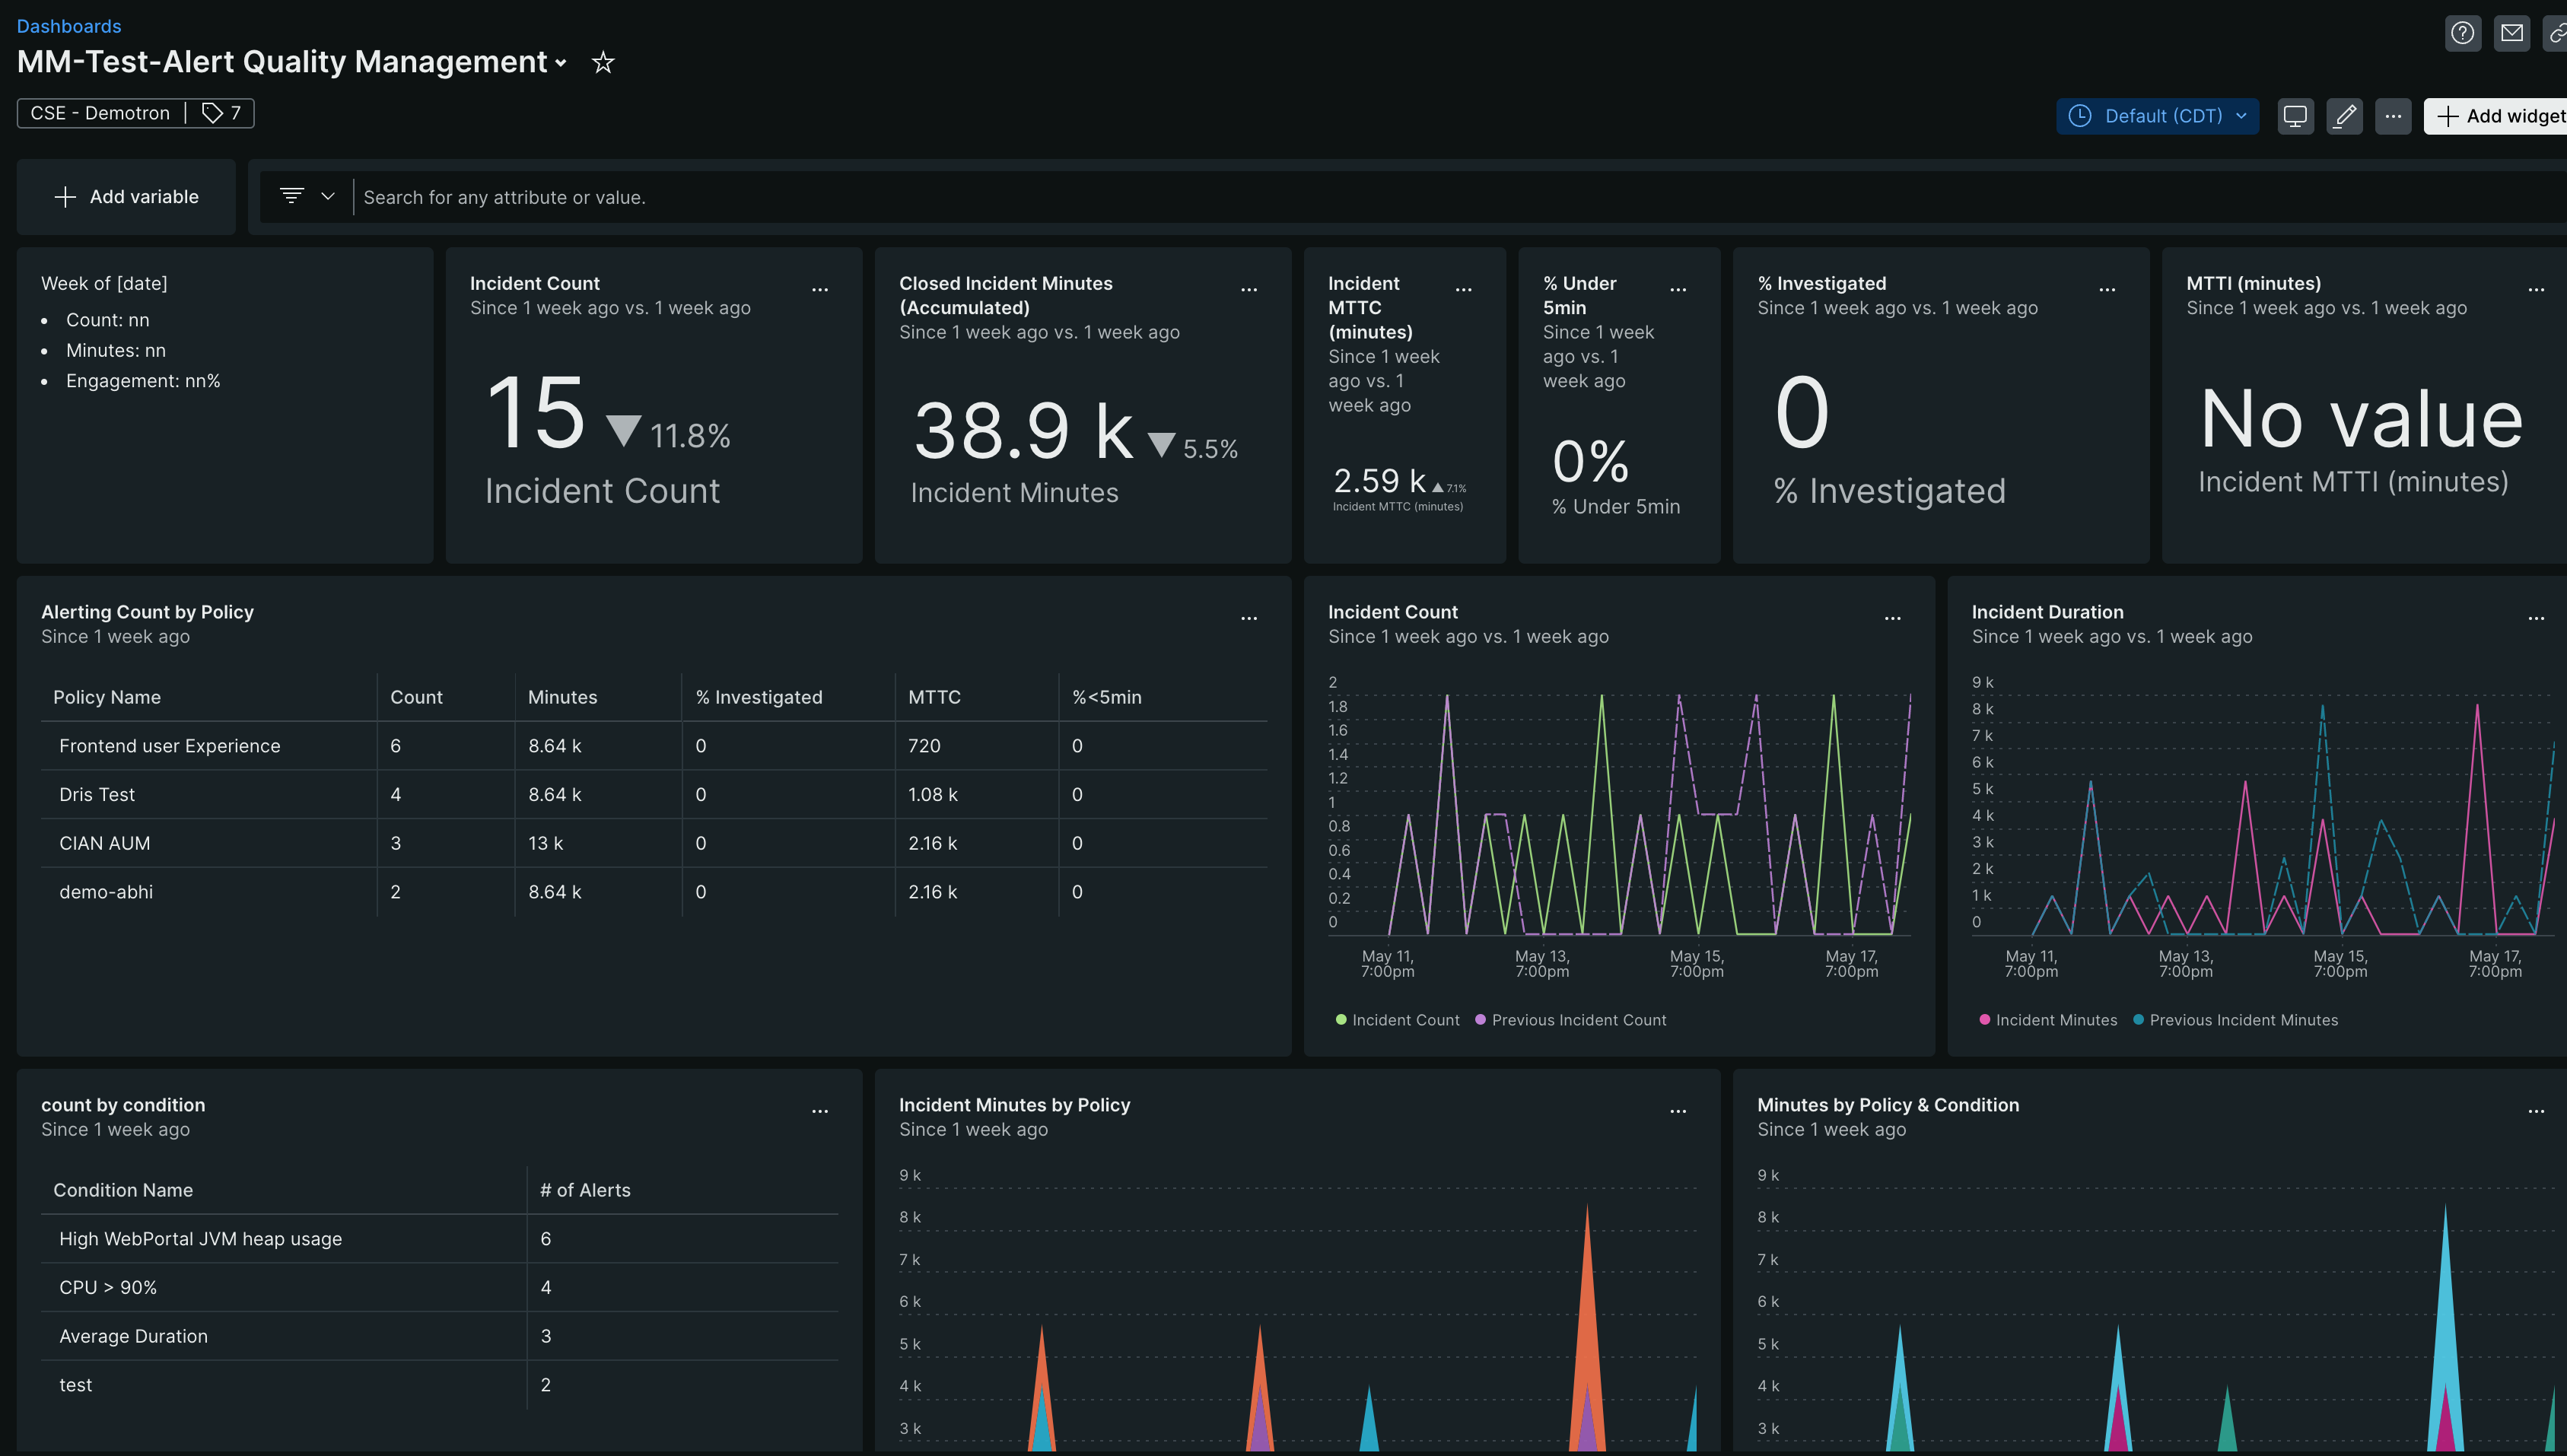 Dashboards
MM-Test-Alert Quality Management
CSE - Demotron | 7
Default (CDT)
Add widget
Add variable
Search for any attribute or value.
Week of [date]
Count: nn
Minutes: nn
Engagement: nn%
Incident Count
Since 1 week ago vs. 1 week ago
15 11.8%
Incident Count
Closed Incident Minutes
(Accumulated)
Since 1 week ago vs. 1 week ago
38.9 k 5.5%
Incident Minutes
Incident
MTTC
(minutes)
Since 1 week
ago vs. 1
week ago
2.59 k 7.1%
Incident MTTC (minutes)
% Under
5min
Since 1 week
ago vs. 1
week ago
0%
% Under 5min
% Investigated
Since 1 week ago vs. 1 week ago
0
% Investigated
MTTI (minutes)
Since 1 week ago vs. 1 week ago
No value
Incident MTTI (minutes)
Alerting Count by Policy
Since 1 week ago
Policy Name Count Minutes % Investigated MTTC %<5min
Frontend user Experience 6 8.64 k 0 720 0
Dris Test 4 8.64 k 0 1.08 k 0
CIAN AUM 3 13 k 0 2.16 k 0
demo-abhi 2 8.64 k 0 2.16 k 0
Incident Count
Since 1 week ago vs. 1 week ago
2
1.8
1.6
1.4
1.2
1
0.8
0.6
0.4
0.2
0
May 11, May 13, May 15, May 17,
7:00pm 7:00pm 7:00pm 7:00pm
Incident Count Previous Incident Count
Incident Duration
Since 1 week ago vs. 1 week ago
9 k
8 k
7 k
6 k
5 k
4 k
3 k
2 k
1 k
0
May 11, May 13, May 15, May 17,
7:00pm 7:00pm 7:00pm 7:00pm
Incident Minutes Previous Incident Minutes
count by condition
Since 1 week ago
Condition Name # of Alerts
High WebPortal JVM heap usage 6
CPU > 90% 4
Average Duration 3
test 2
Incident Minutes by Policy
Since 1 week ago
9 k
8 k
7 k
6 k
5 k
4 k
3 k
Minutes by Policy & Condition
Since 1 week ago
9 k
8 k
7 k
6 k
5 k
4 k
3 k